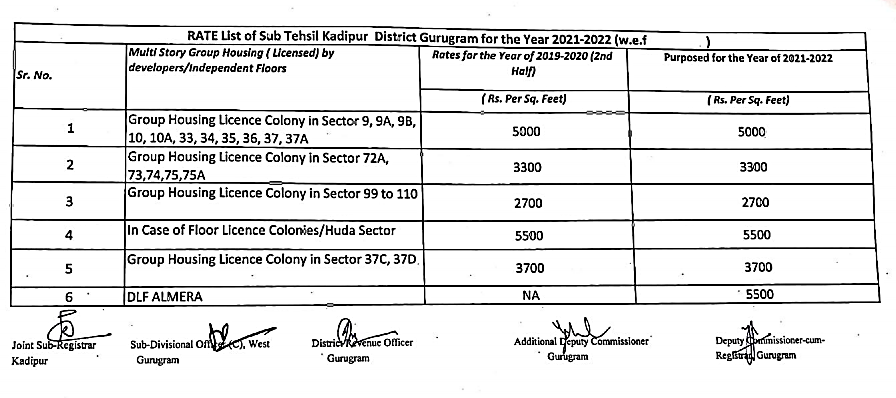 RATE List of Sub Tehsil Kadipur District Gurugram for the Year 2021-2022 (w.e.f )
Sr. No.
Multi Story Group Housing ( Licensed) by
developers/Independent Floors
Rates for the Year of 2019-2020 (2nd
Half)
Purposed for the Year of 2021-2022
( Rs. Per Sq. Feet)
( Rs. Per Sq. Feet)
1
Group Housing Licence Colony in Sector 9, 9A, 9B,
10, 10A, 33, 34, 35, 36, 37, 37A
5000
5000
2
Group Housing Licence Colony in Sector 72A,
73,74,75,75A
3300
3300
3
Group Housing Licence Colony in Sector 99 to 110
2700
2700
4
In Case of Floor Licence Colonies/Huda Sector
5500
5500
5
Group Housing Licence Colony in Sector 37C, 37D
3700
3700
6
DLF ALMERA
NA
5500
Joint Sub-Registrar
Kadipur
Sub-Divisional Officer (C), West
Gurugram
District Revenue Officer
Gurugram
Additional Deputy Commissioner
Gurugram
Deputy Commissioner-cum-
Registrar, Gurugram